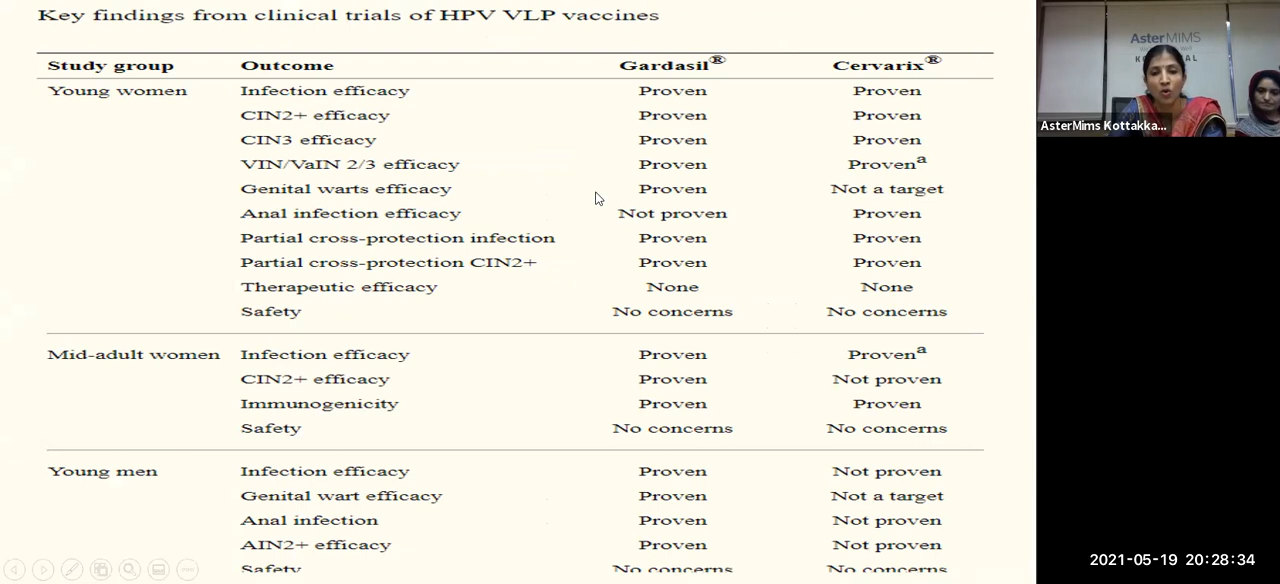 Key findings from clinical trials of HPV VLP vaccines
Study group Outcome Gardasil® Cervarix®
Young women Infection efficacy Proven Proven
CIN2+ efficacy Proven Proven
CIN3 efficacy Proven Proven
VIN/VaIN 2/3 efficacy Proven Provenᵃ
Genital warts efficacy Proven Not a target
Anal infection efficacy Not proven Proven
Partial cross-protection infection Proven Proven
Partial cross-protection CIN2+ Proven Proven
Therapeutic efficacy None None
Safety No concerns No concerns
Mid-adult women Infection efficacy Proven Provenᵃ
CIN2+ efficacy Proven Not proven
Immunogenicity Proven Proven
Safety No concerns No concerns
Young men Infection efficacy Proven Not proven
Genital wart efficacy Proven Not a target
Anal infection Proven Not proven
AIN2+ efficacy Proven Not proven
Safety No concerns No concerns
AsterMIMS
AsterMims Kottakka...
2021-05-19 20:28:34